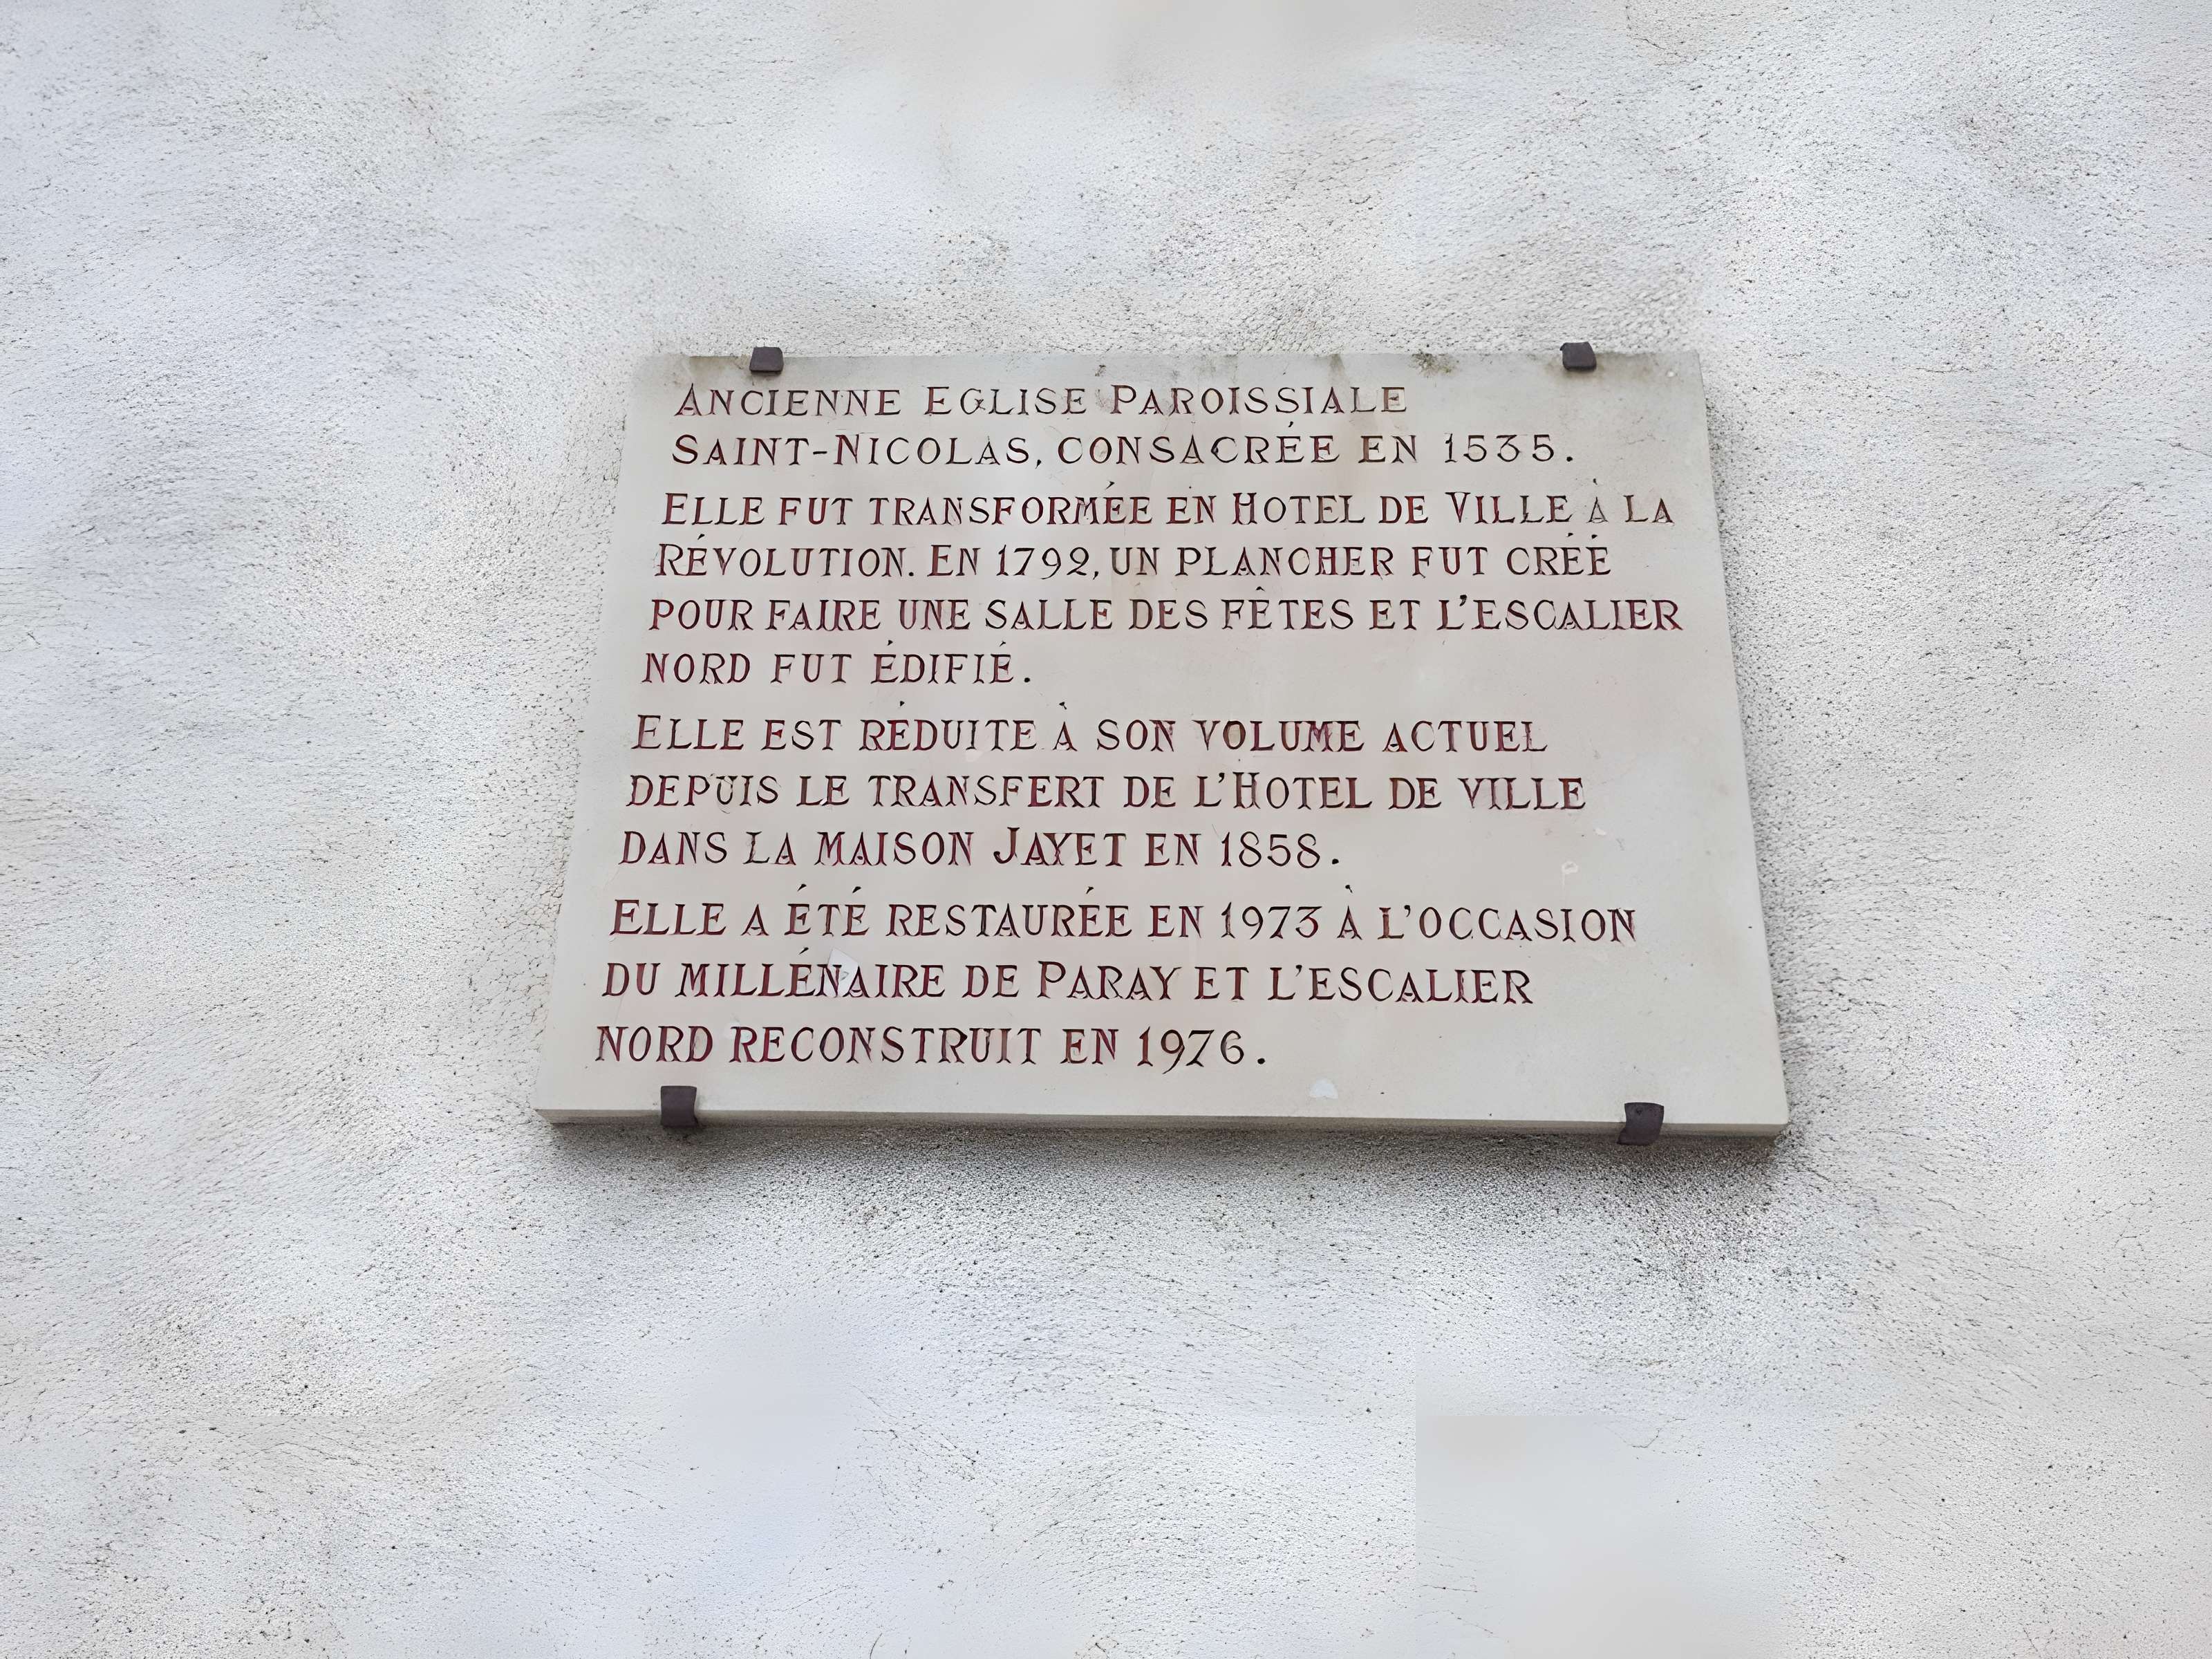 ANCIENNE EGLISE PAROISSIALE
SAINT-NICOLAS, CONSACRÉE EN 1535.
ELLE FUT TRANSFORMÉE EN HOTEL DE VILLE À LA
RÉVOLUTION. EN 1792, UN PLANCHER FUT CRÉÉ
POUR FAIRE UNE SALLE DES FÊTES ET L'ESCALIER
NORD FUT ÉDIFIÉ.
ELLE EST RÉDUITE À SON VOLUME ACTUEL
DEPUIS LE TRANSFERT DE L'HOTEL DE VILLE
DANS LA MAISON JAYET EN 1858.
ELLE A ÉTÉ RESTAURÉE EN 1973 À L'OCCASION
DU MILLÉNAIRE DE PARAY ET L'ESCALIER
NORD RECONSTRUIT EN 1976.